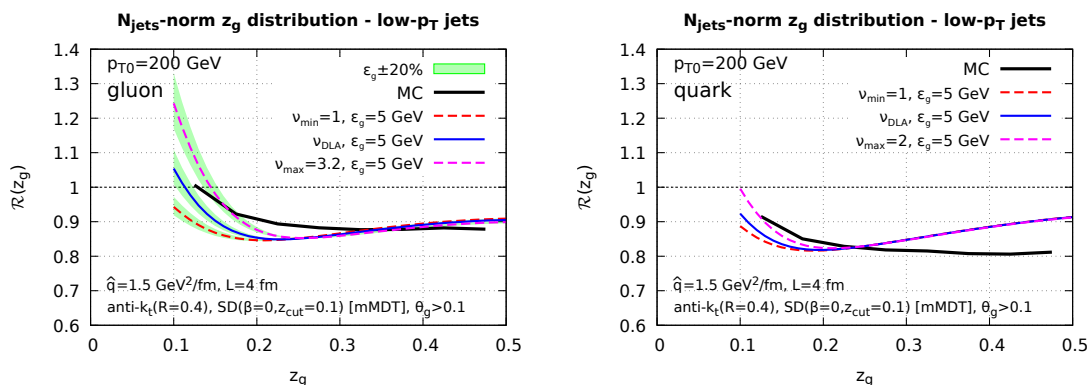 N_jets-norm z_g distribution - low-p_T jets
p_T0=200 GeV
gluon
ε_g±20%
MC
ν_min=1, ε_g=5 GeV
ν_DLA, ε_g=5 GeV
ν_max=3.2, ε_g=5 GeV
q̂=1.5 GeV²/fm, L=4 fm
anti-k_t(R=0.4), SD(β=0,z_cut=0.1) [mMDT], θ_g>0.1
R(z_g)
1.4
1.3
1.2
1.1
1
0.9
0.8
0.7
0.6
0 0.1 0.2 0.3 0.4 0.5
z_g
N_jets-norm z_g distribution - low-p_T jets
p_T0=200 GeV
quark
MC
ν_min=1, ε_g=5 GeV
ν_DLA, ε_g=5 GeV
ν_max=2, ε_g=5 GeV
q̂=1.5 GeV²/fm, L=4 fm
anti-k_t(R=0.4), SD(β=0,z_cut=0.1) [mMDT], θ_g>0.1
R(z_g)
1.4
1.3
1.2
1.1
1
0.9
0.8
0.7
0.6
0 0.1 0.2 0.3 0.4 0.5
z_g